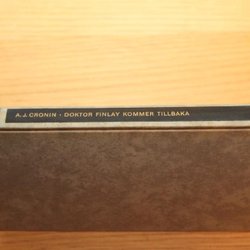 A. J. CRONIN · DOKTOR FINLAY KOMMER TILLBAKA